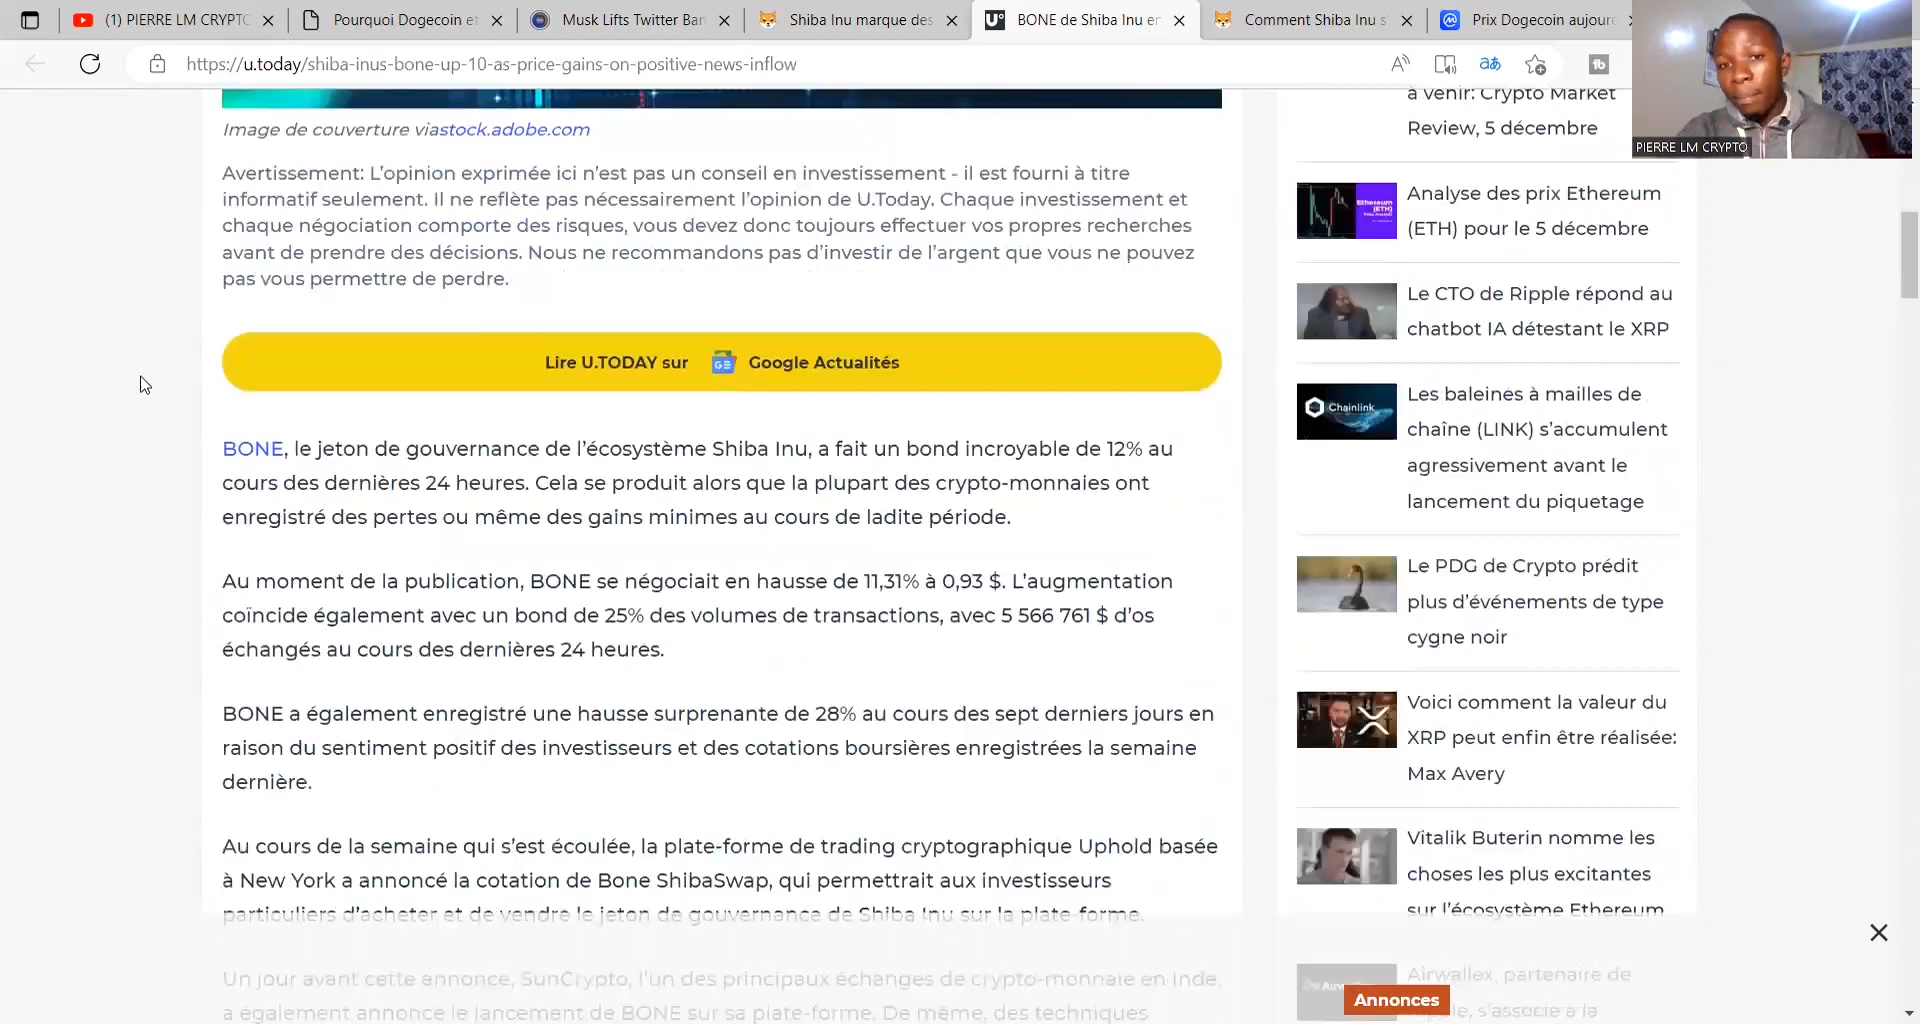 (1) PIERRE LM CRYPTO
Pourquoi Dogecoin et
Musk Lifts Twitter Ban
Shiba Inu marque des
U°
BONE de Shiba Inu en
Comment Shiba Inu s
Prix Dogecoin aujourd
https://u.today/shiba-inus-bone-up-10-as-price-gains-on-positive-news-inflow
PIERRE LM CRYPTO
Image de couverture viastock.adobe.com
Avertissement: L’opinion exprimée ici n’est pas un conseil en investissement - il est fourni à titre
informatif seulement. Il ne reflète pas nécessairement l’opinion de U.Today. Chaque investissement et
chaque négociation comporte des risques, vous devez donc toujours effectuer vos propres recherches
avant de prendre des décisions. Nous ne recommandons pas d’investir de l’argent que vous ne pouvez
pas vous permettre de perdre.
Lire U.TODAY sur GE Google Actualités
BONE, le jeton de gouvernance de l’écosystème Shiba Inu, a fait un bond incroyable de 12% au
cours des dernières 24 heures. Cela se produit alors que la plupart des crypto-monnaies ont
enregistré des pertes ou même des gains minimes au cours de ladite période.
Au moment de la publication, BONE se négociait en hausse de 11,31% à 0,93 $. L’augmentation
coïncide également avec un bond de 25% des volumes de transactions, avec 5 566 761 $ d’os
échangés au cours des dernières 24 heures.
BONE a également enregistré une hausse surprenante de 28% au cours des sept derniers jours en
raison du sentiment positif des investisseurs et des cotations boursières enregistrées la semaine
dernière.
Au cours de la semaine qui s’est écoulée, la plate-forme de trading cryptographique Uphold basée
à New York a annoncé la cotation de Bone ShibaSwap, qui permettrait aux investisseurs
particuliers d’acheter et de vendre le jeton de gouvernance de Shiba Inu sur la plate-forme.
Un jour avant cette annonce, SunCrypto, l’un des principaux échanges de crypto-monnaie en Inde,
a également annoncé le lancement de BONE sur sa plate-forme. De même, des techniques
à venir: Crypto Market
Review, 5 décembre
Ethereum
(ETH)
Analyse des prix Ethereum
(ETH) pour le 5 décembre
Le CTO de Ripple répond au
chatbot IA détestant le XRP
Chainlink
Les baleines à mailles de
chaîne (LINK) s’accumulent
agressivement avant le
lancement du piquetage
Le PDG de Crypto prédit
plus d’événements de type
cygne noir
Voici comment la valeur du
XRP peut enfin être réalisée:
Max Avery
Vitalik Buterin nomme les
choses les plus excitantes
sur l’écosystème Ethereum
Airwallex, partenaire de
s’associe à la
Annonces